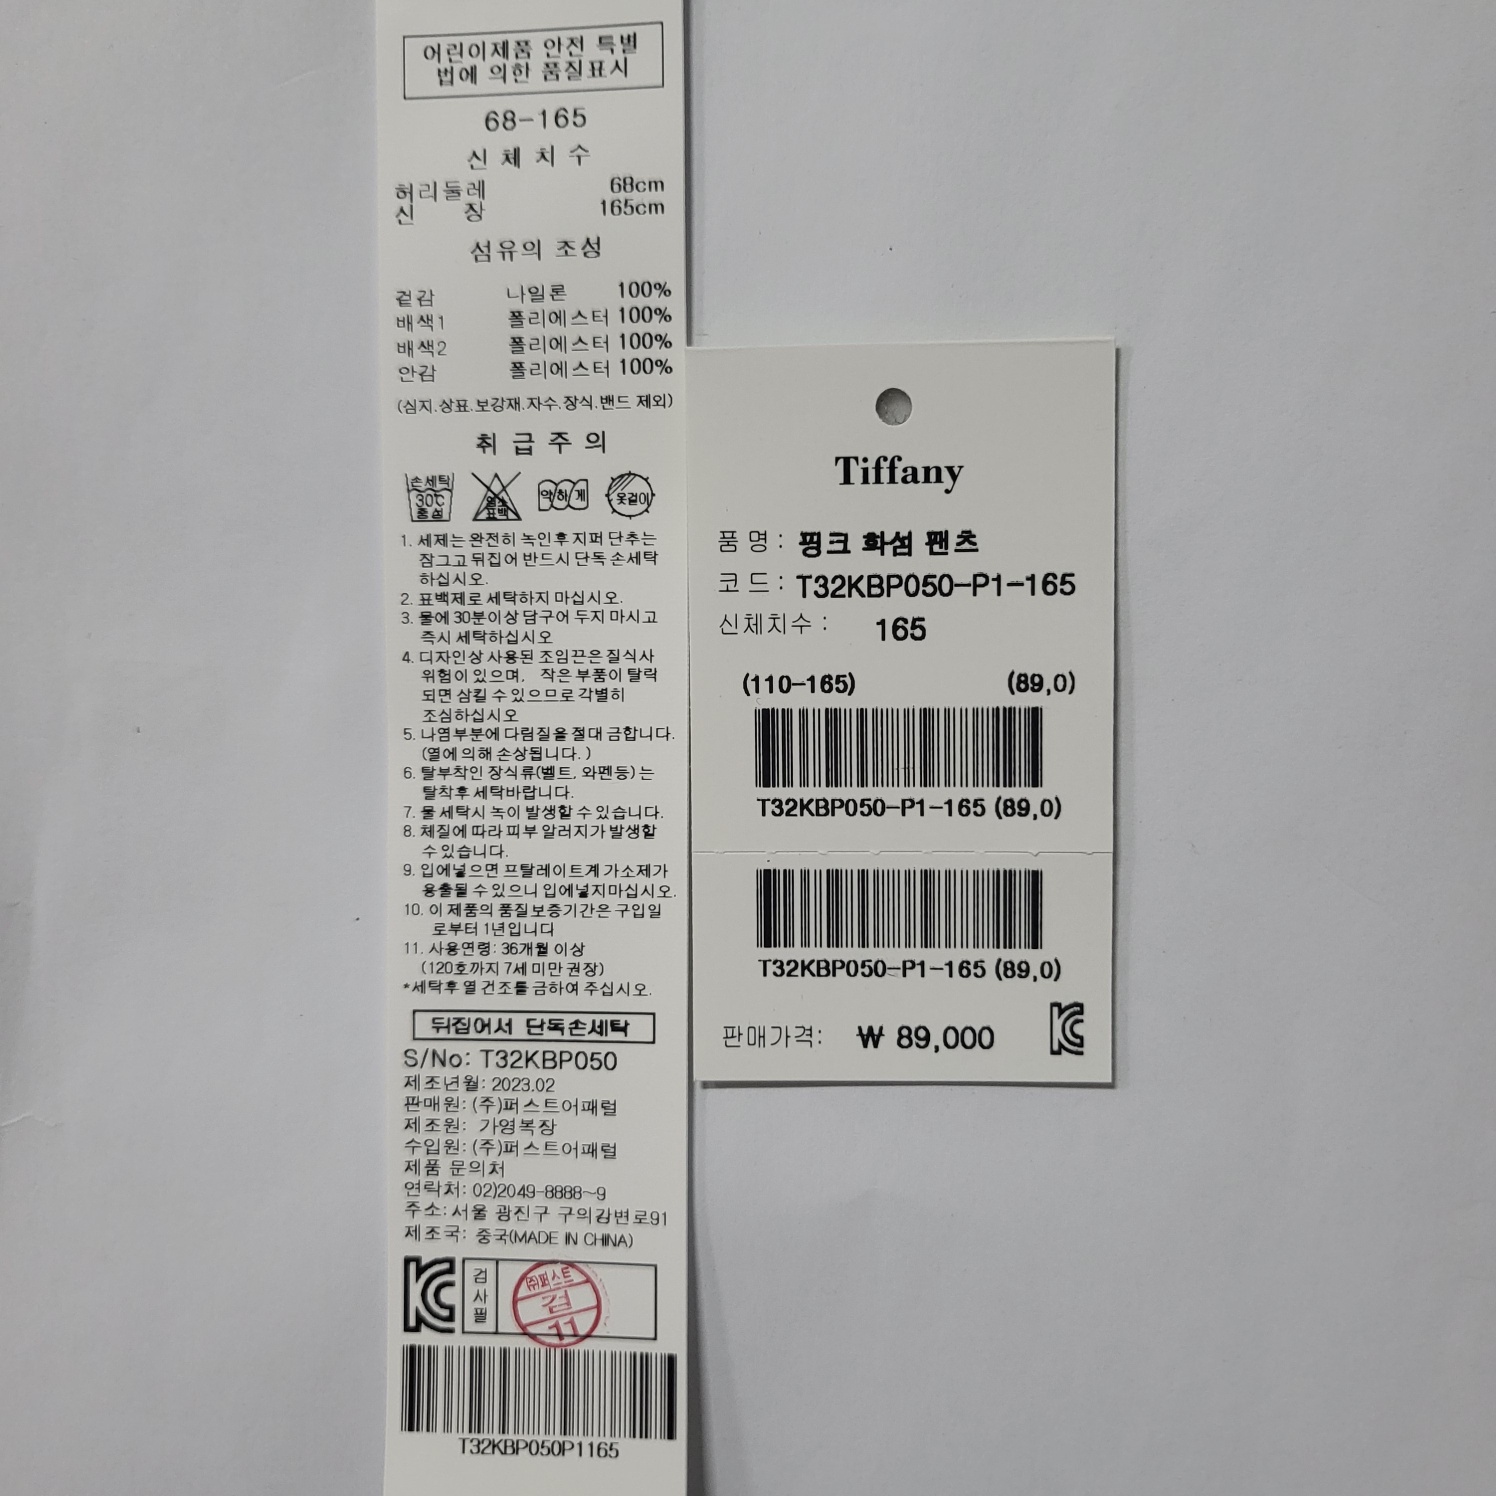 어린이제품 안전 특별
법에 의한 품질표시
68-165
신 체 치 수
허리둘레 68cm
신 장 165cm
섬유의 조성
겉감 나일론 100%
배색1 폴리에스터 100%
배색2 폴리에스터 100%
안감 폴리에스터 100%
(심지.상표.보강재.자수.장식.밴드 제외)
취 급 주 의
손세탁 30℃ 중성
염소 표백
약하게
옷걸이
1. 세제는 완전히 녹인후 지퍼 단추는
잠그고 뒤집어 반드시 단독 손세탁
하십시오.
2. 표백제로 세탁하지 마십시오.
3. 물에 30분이상 담구어 두지 마시고
즉시 세탁하십시오
4. 디자인상 사용된 조임끈은 질식사
위험이 있으며, 작은 부품이 탈락
되면 삼킬 수 있으므로 각별히
조심하십시오
5. 나염부분에 다림질을 절대 금합니다.
(열에 의해 손상됩니다. )
6. 탈부착인 장식류(벨트, 와펜등) 는
탈착후 세탁바랍니다.
7. 물 세탁시 녹이 발생할 수 있습니다.
8. 체질에 따라 피부 알러지가 발생할
수 있습니다.
9. 입에넣으면 프탈레이트계 가소제가
용출될 수 있으니 입에넣지마십시오.
10. 이 제품의 품질보증기간은 구입일
로부터 1년입니다
11. 사용연령: 36개월 이상
(120호까지 7세 미만 권장)
*세탁후 열 건조를 금하여 주십시오.
뒤집어서 단독손세탁
S/No: T32KBP050
제조년월: 2023.02
판매원: (주)퍼스트어패럴
제조원: 가영복장
수입원: (주)퍼스트어패럴
제품 문의처
연락처: 02)2049-8888~9
주소: 서울 광진구 구의강변로91
제조국: 중국(MADE IN CHINA)
KC 검사필 ㈜퍼스트 검 11
T32KBP050P1165
Tiffany
품 명 : 핑크 화섬 팬츠
코 드 : T32KBP050-P1-165
신체치수 : 165
(110-165) (89,0)
T32KBP050-P1-165 (89,0)
T32KBP050-P1-165 (89,0)
판매가격: ₩ 89,000 KC